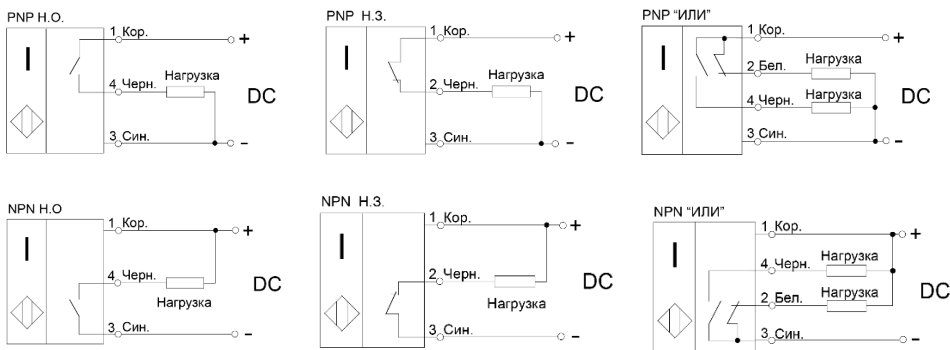 PNP Н.О.
1 Кор.
+
4 Черн.
Нагрузка
DC
3 Син.
-
PNP Н.З.
1 Кор.
+
2 Черн.
Нагрузка
DC
3 Син.
-
PNP “ИЛИ”
1 Кор.
+
2 Бел.
Нагрузка
4 Черн.
Нагрузка
DC
3 Син.
-
NPN Н.О
1 Кор.
+
4 Черн.
Нагрузка
DC
3 Син.
-
NPN Н.З.
1 Кор.
+
2 Черн.
Нагрузка
DC
3 Син.
-
NPN “ИЛИ”
1 Кор.
+
4 Черн.
Нагрузка
2 Бел.
Нагрузка
DC
3 Син.
-